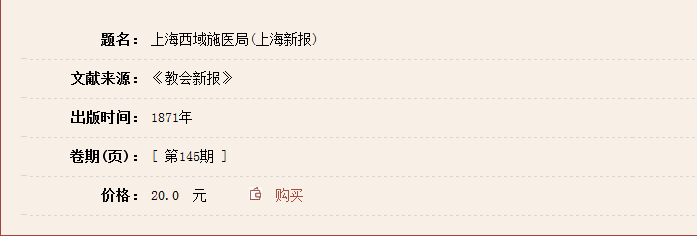 题名： 上海西域施医局(上海新报)
文献来源： 《教会新报》
出版时间： 1871年
卷期(页)： [ 第145期 ]
价格： 20.0 元 购买